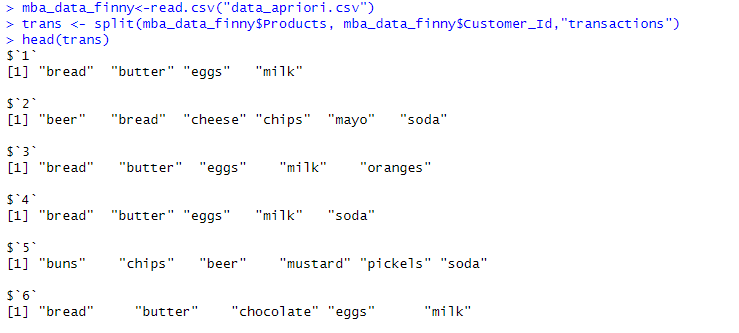 > mba_data_finny<-read.csv("data_apriori.csv")
> trans <- split(mba_data_finny$Products, mba_data_finny$Customer_Id,"transactions")
> head(trans)
$`1`
[1] "bread"  "butter" "eggs"   "milk"
$`2`
[1] "beer"   "bread"  "cheese" "chips"  "mayo"   "soda"
$`3`
[1] "bread"   "butter"  "eggs"    "milk"    "oranges"
$`4`
[1] "bread"  "butter" "eggs"   "milk"   "soda"
$`5`
[1] "buns"    "chips"   "beer"    "mustard" "pickels" "soda"
$`6`
[1] "bread"     "butter"    "chocolate" "eggs"      "milk"